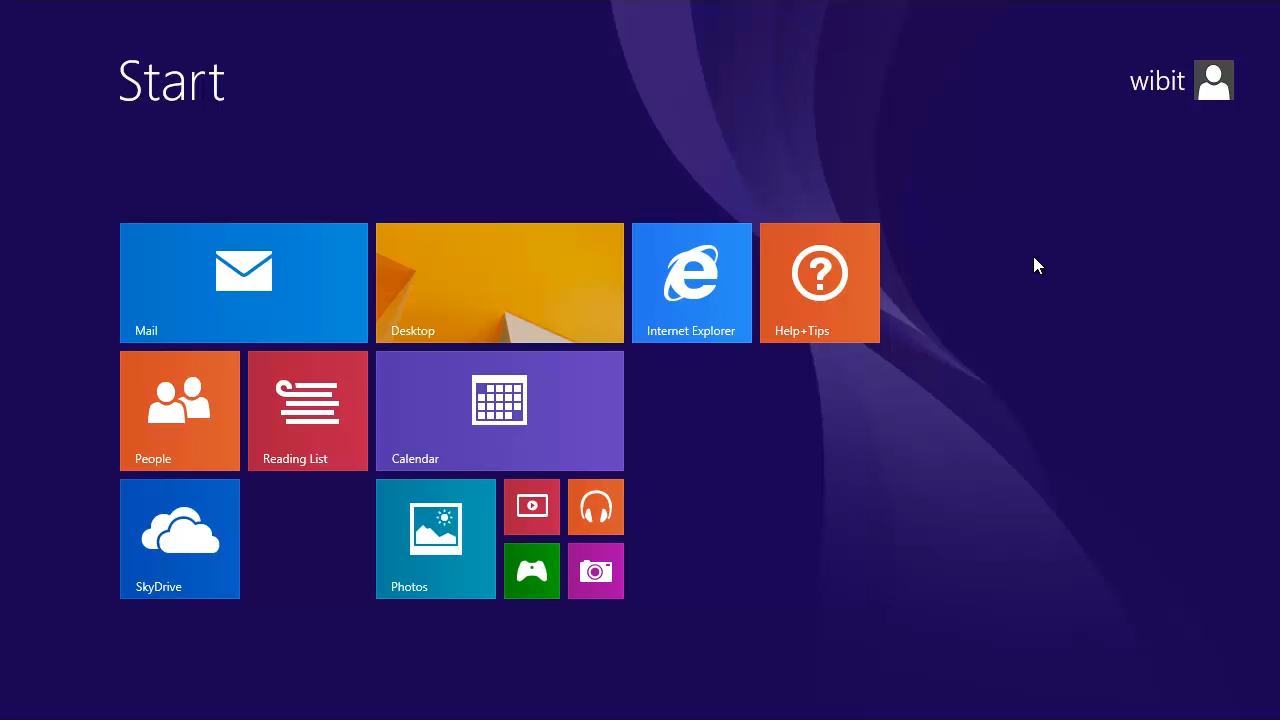 Start
wibit
Mail
Desktop
Internet Explorer
Help+Tips
People
Reading List
Calendar
SkyDrive
Photos